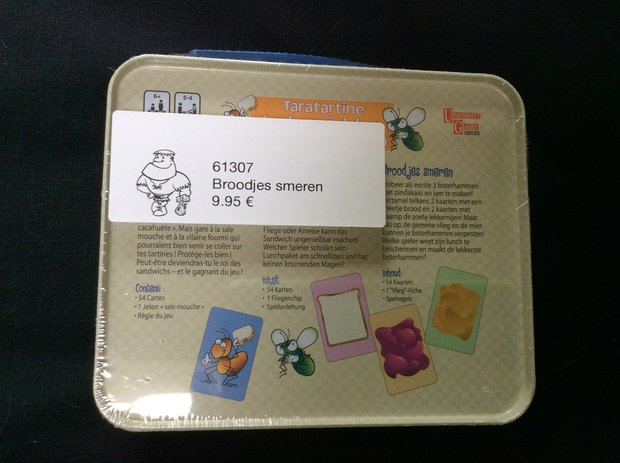 6+
2-4
Taratartine
UNIVERSITY
GAMES
08533
61307
Broodjes smeren
9.95 €
cacahuète ». Mais gare à la sale
mouche et à la vilaine fourmi qui
pourraient bien venir se coller sur
tes tartines ! Protège-les bien !
Peut-être deviendras-tu le roi des
sandwichs – et le gagnant du jeu !
Contenu :
• 54 Cartes
• 1 Jeton « sale mouche »
• Règle du jeu
Fliege oder Ameise kann das
Sandwich ungenießbar machen!
Welcher Spieler schnürt sein
Lunchpaket am schnellsten und hat
keinen knurrenden Magen?
Inhalt:
• 54 Karten
• 1 Fliegenchip
• Spielanleitung
Broodjes smeren
Probeer als eerste 3 boterhammen
met pindakaas en jam te maken!
Verzamel telkens 2 kaarten met een
sneetje brood en 2 kaarten met
daarop de zoete lekkernijen! Maar
pas op: de gemene vlieg en de mier
kunnen je boterhammen verpesten!
Welke speler weet zijn lunch te
beschermen en maakt de lekkerste
boterhammen?
Inhoud:
• 54 Kaarten
• 1 "Vlieg"-Fiche
• Spelregels